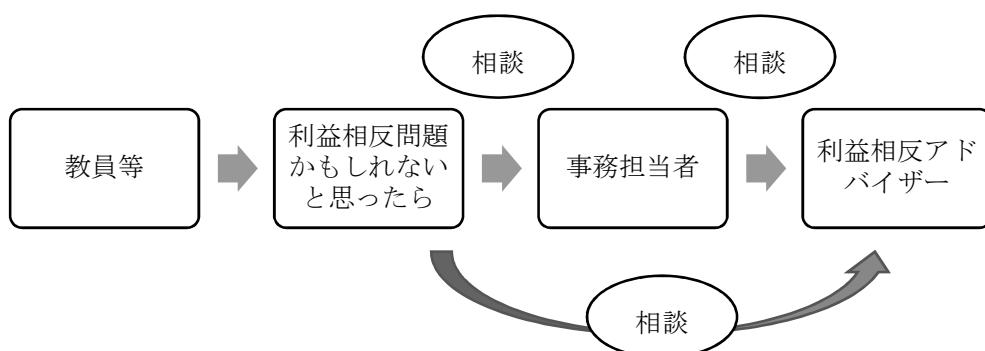 相談
相談
教員等
利益相反問題
かもしれない
と思ったら
事務担当者
利益相反アド
バイザー
相談